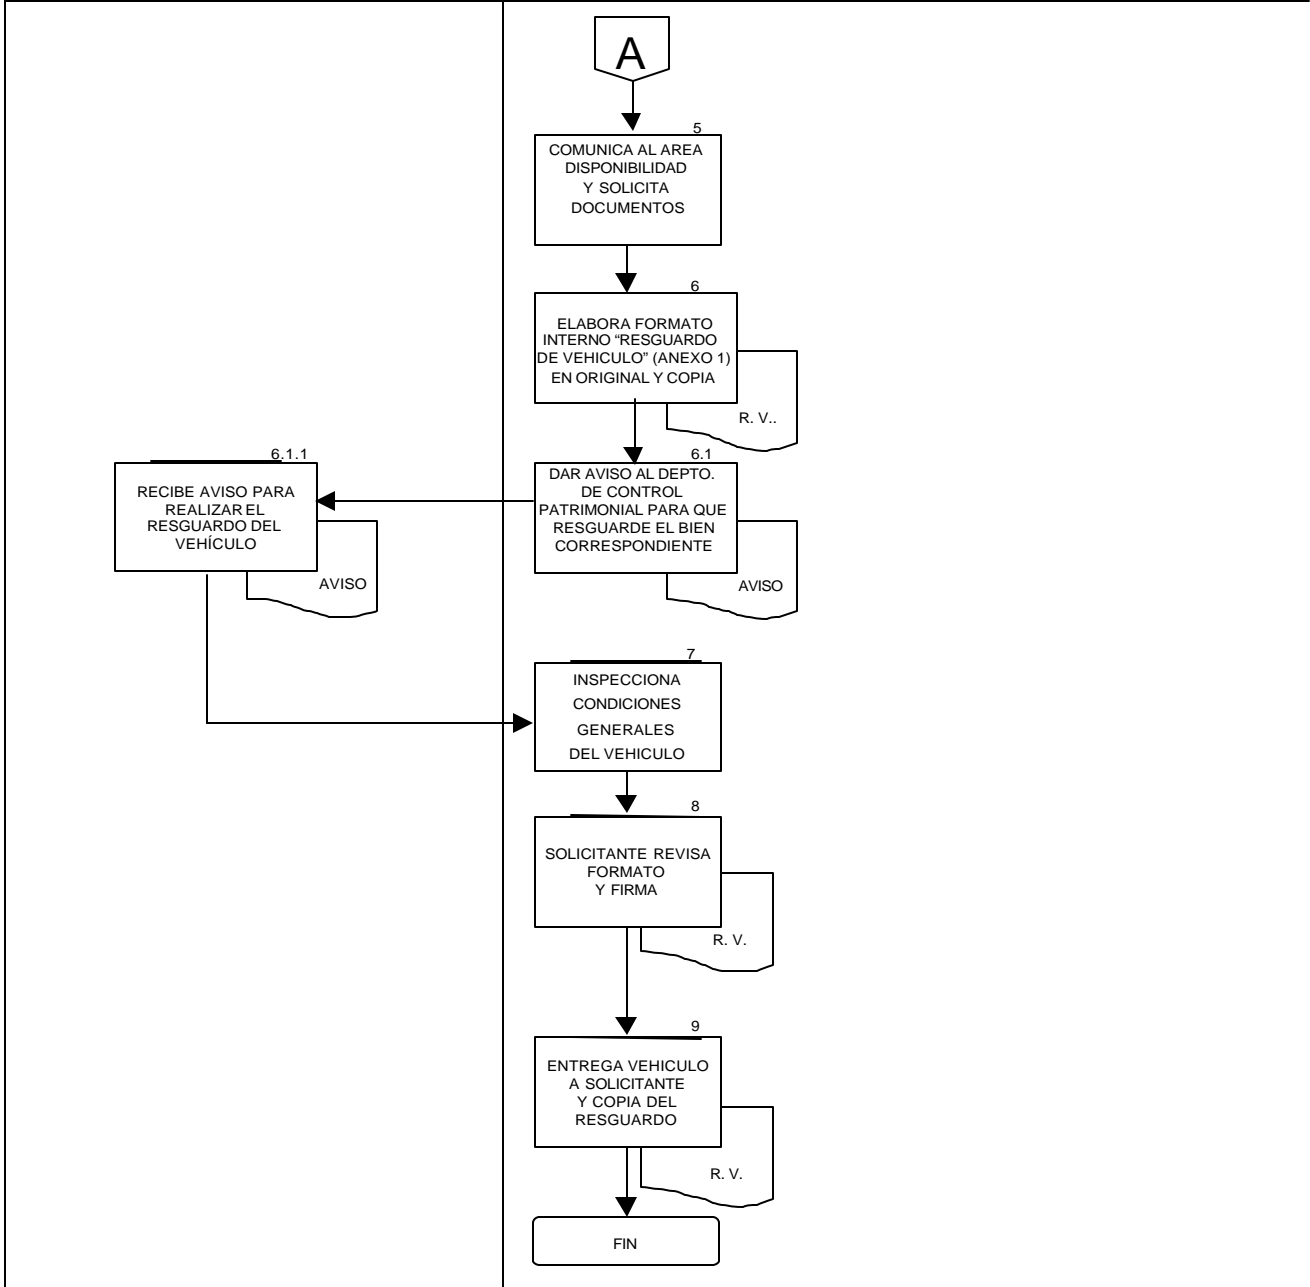 A
5
COMUNICA AL AREA
DISPONIBILIDAD
Y SOLICITA
DOCUMENTOS
6
ELABORA FORMATO
INTERNO “RESGUARDO
DE VEHICULO” (ANEXO 1)
EN ORIGINAL Y COPIA
R. V..
6.1
DAR AVISO AL DEPTO.
DE CONTROL
PATRIMONIAL PARA QUE
RESGUARDE EL BIEN
CORRESPONDIENTE
AVISO
6.1.1
RECIBE AVISO PARA
REALIZAR EL
RESGUARDO DEL
VEHÍCULO
AVISO
7
INSPECCIONA
CONDICIONES
GENERALES
DEL VEHICULO
8
SOLICITANTE REVISA
FORMATO
Y FIRMA
R. V.
9
ENTREGA VEHICULO
A SOLICITANTE
Y COPIA DEL
RESGUARDO
R. V.
FIN